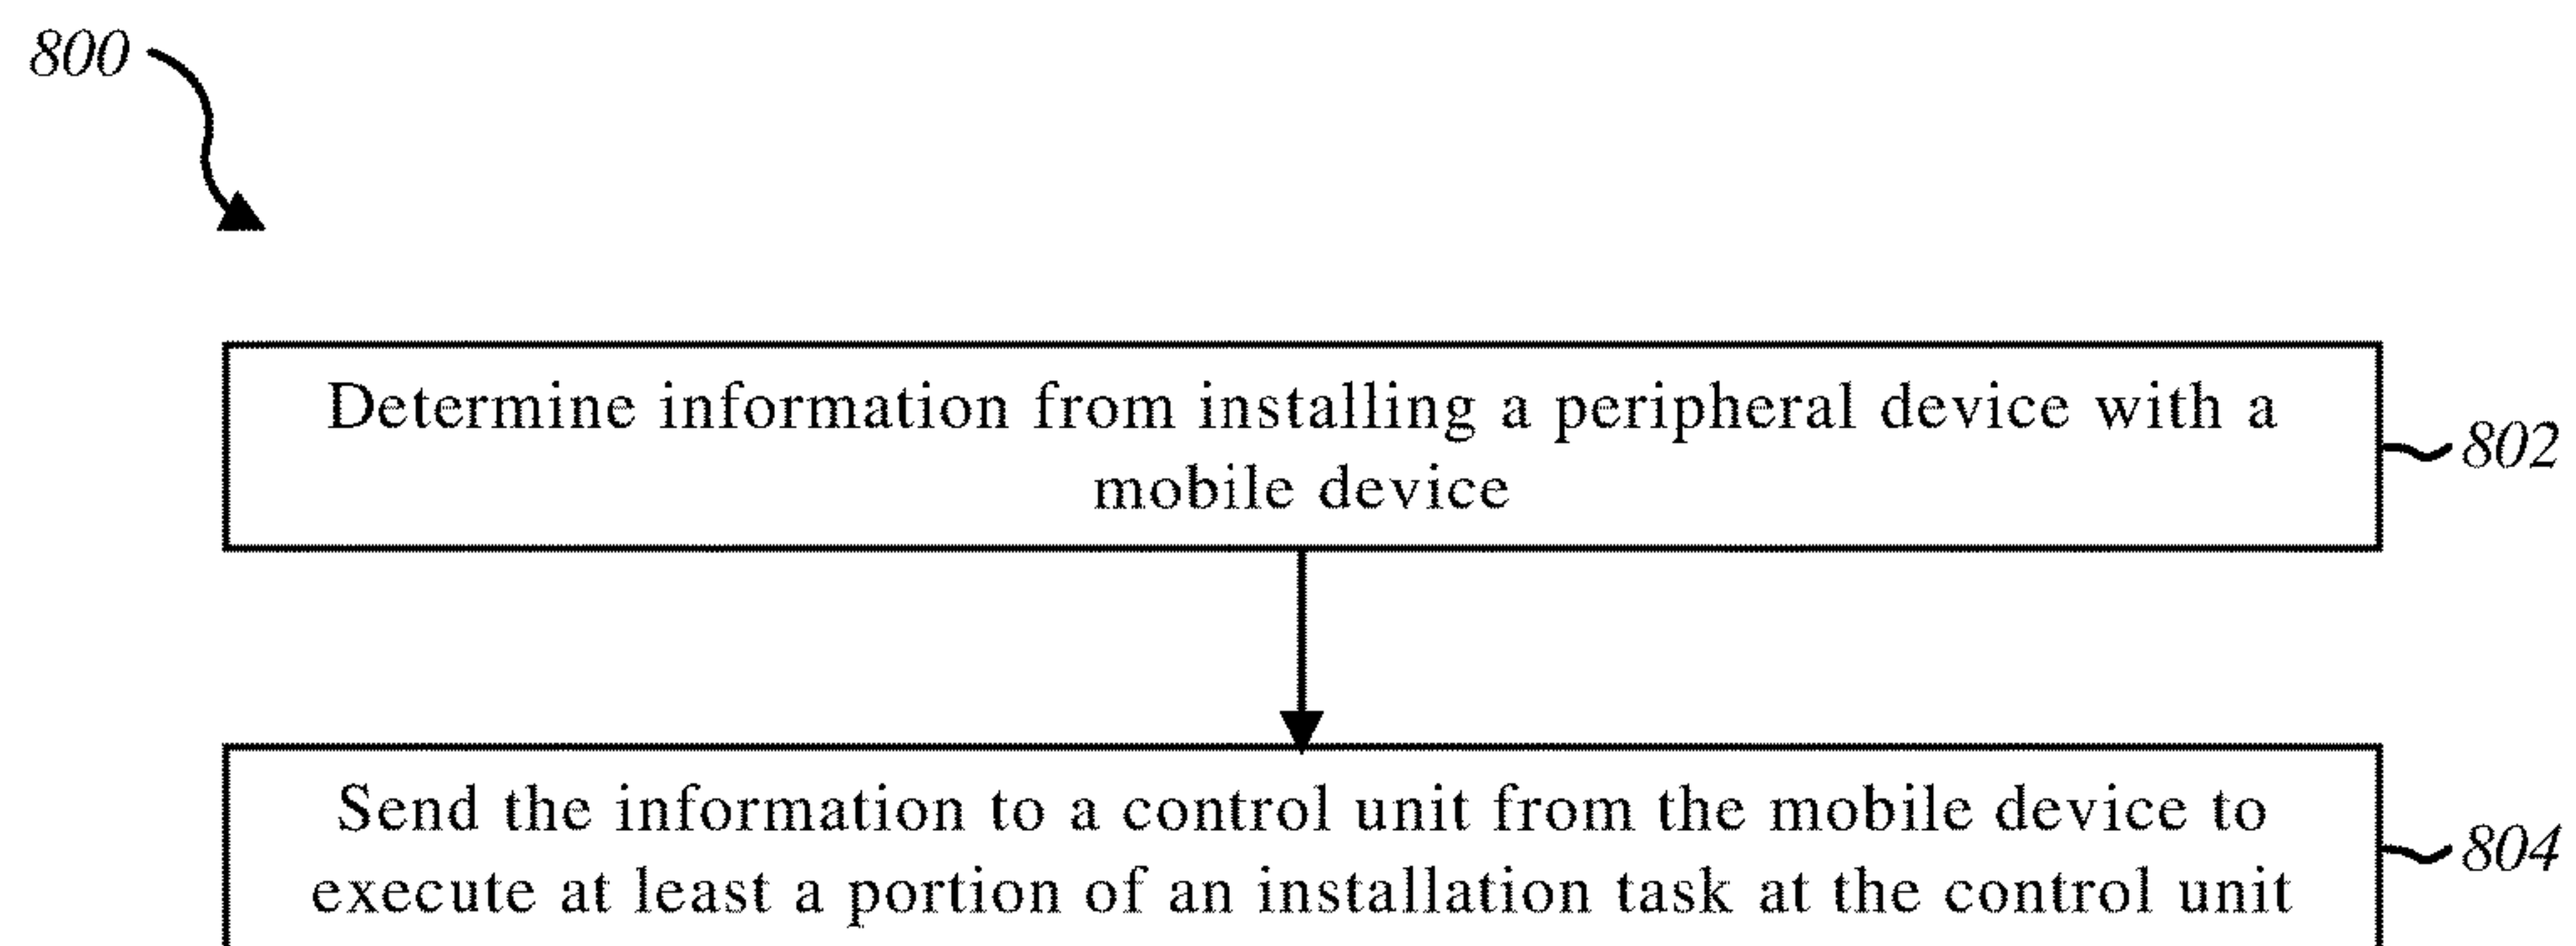 800
Determine information from installing a peripheral device with a
mobile device
802
Send the information to a control unit from the mobile device to
execute at least a portion of an installation task at the control unit
804